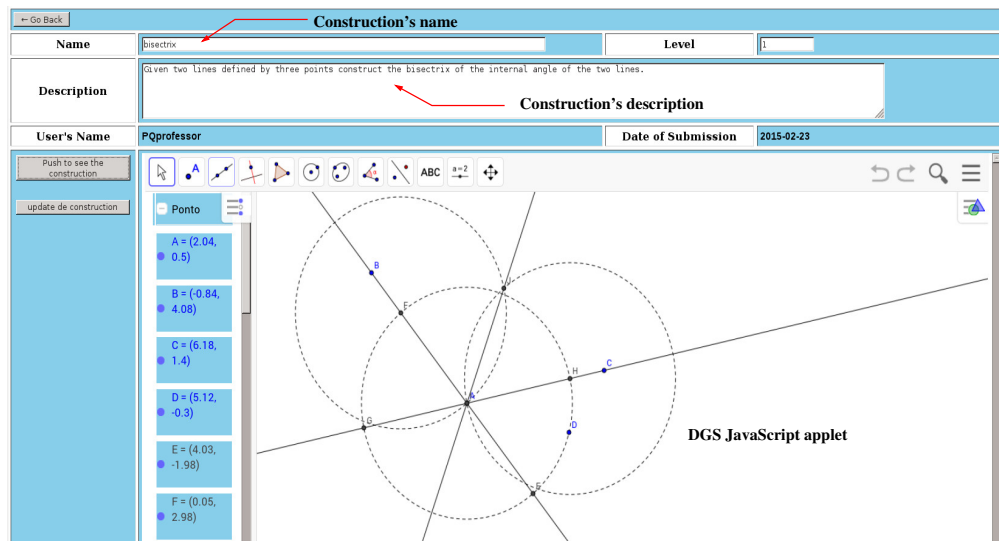 ← Go Back
Construction's name
Name
bisectrix
Level
1
Description
Given two lines defined by three points construct the bisectrix of the internal angle of the two lines.
Construction's description
User's Name
PQprofessor
Date of Submission
2015-02-23
Push to see the
construction
update de construction
A
α
ABC
a=2
Ponto
A = (2.04,
0.5)
B = (-0.84,
4.08)
C = (6.18,
1.4)
D = (5.12,
-0.3)
E = (4.03,
-1.98)
F = (0.05,
2.98)
B
J
F
C
H
A
G
D
E
DGS JavaScript applet